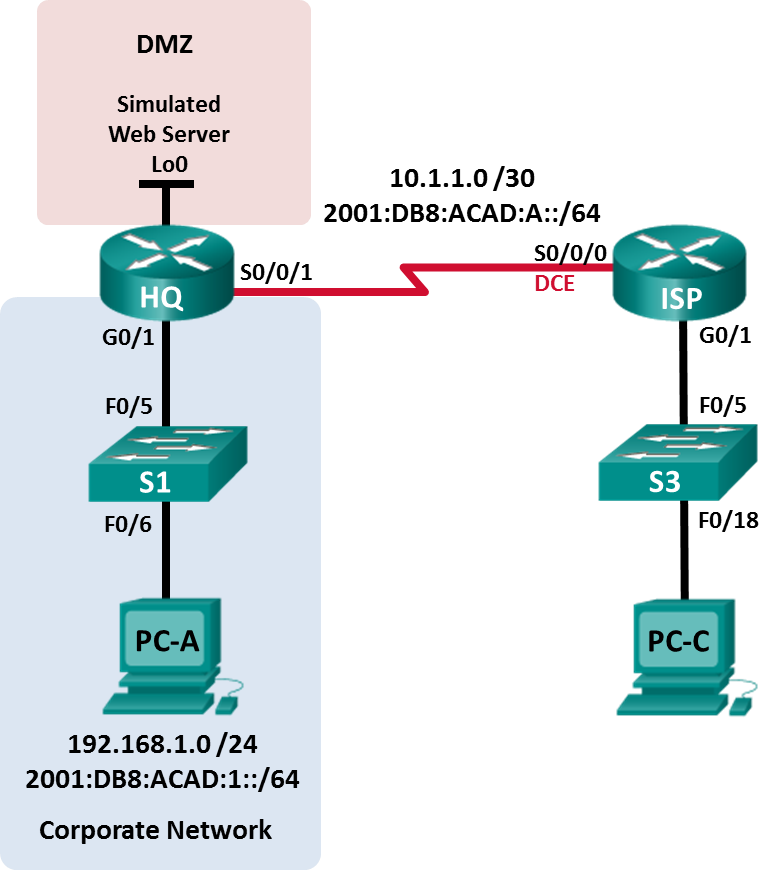 DMZ
Simulated
Web Server
Lo0
10.1.1.0 /30
2001:DB8:ACAD:A::/64
S0/0/1
S0/0/0
DCE
HQ
ISP
G0/1
G0/1
F0/5
F0/5
S1
S3
F0/6
F0/18
PC-A
PC-C
192.168.1.0 /24
2001:DB8:ACAD:1::/64
Corporate Network